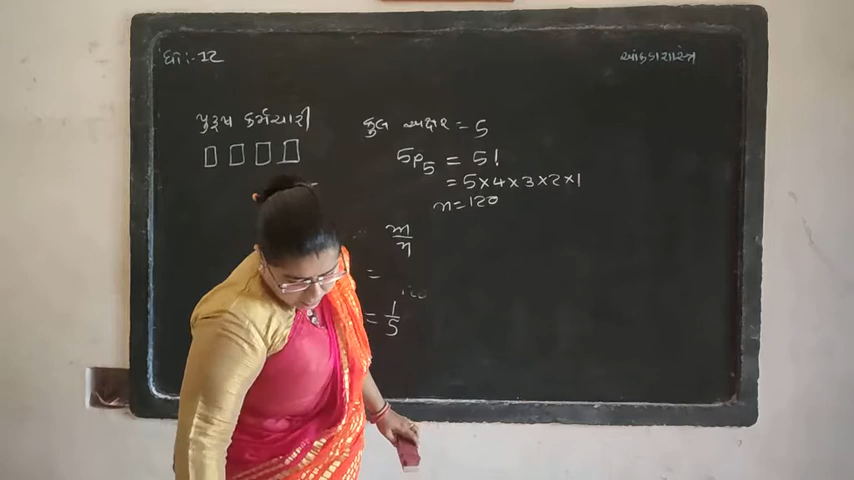 ધો :- 12
આંકડાશાસ્ત્ર
પુરૂષ કર્મચારી
કુલ અક્ષર = 5
5P5 = 5!
= 5×4×3×2×1
n = 120
m/n
=
= 1/5